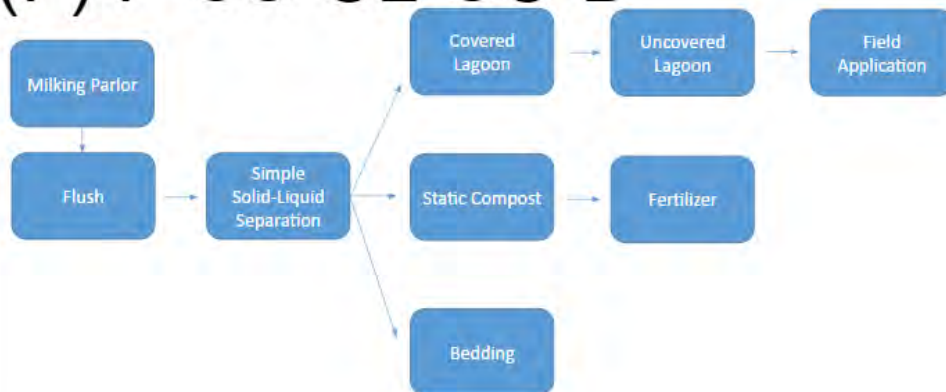 Covered
Lagoon
Uncovered
Lagoon
Field
Application
Milking Parlor
Flush
Simple
Solid-Liquid
Separation
Static Compost
Fertilizer
Bedding